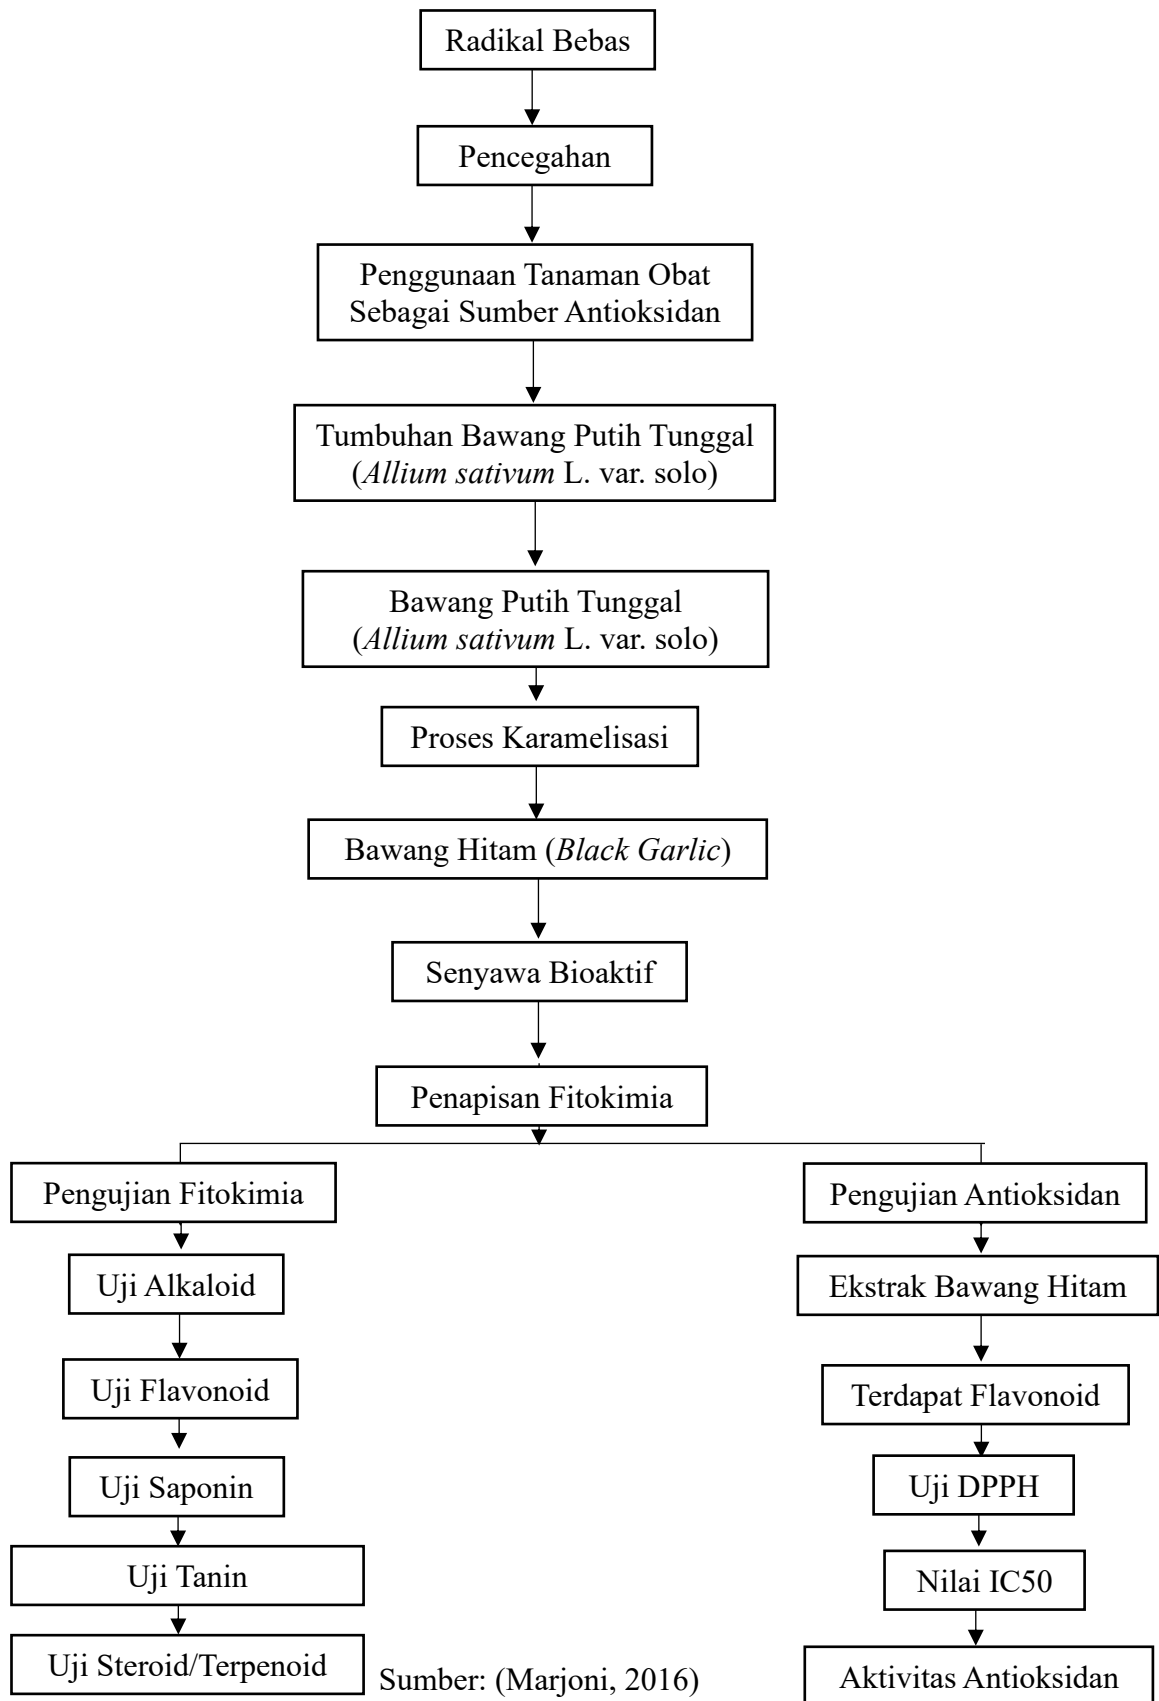 Radikal Bebas
Pencegahan
Penggunaan Tanaman Obat
Sebagai Sumber Antioksidan
Tumbuhan Bawang Putih Tunggal
(Allium sativum L. var. solo)
Bawang Putih Tunggal
(Allium sativum L. var. solo)
Proses Karamelisasi
Bawang Hitam (Black Garlic)
Senyawa Bioaktif
Penapisan Fitokimia
Pengujian Fitokimia
Uji Alkaloid
Uji Flavonoid
Uji Saponin
Uji Tanin
Uji Steroid/Terpenoid
Pengujian Antioksidan
Ekstrak Bawang Hitam
Terdapat Flavonoid
Uji DPPH
Nilai IC50
Aktivitas Antioksidan
Sumber: (Marjoni, 2016)